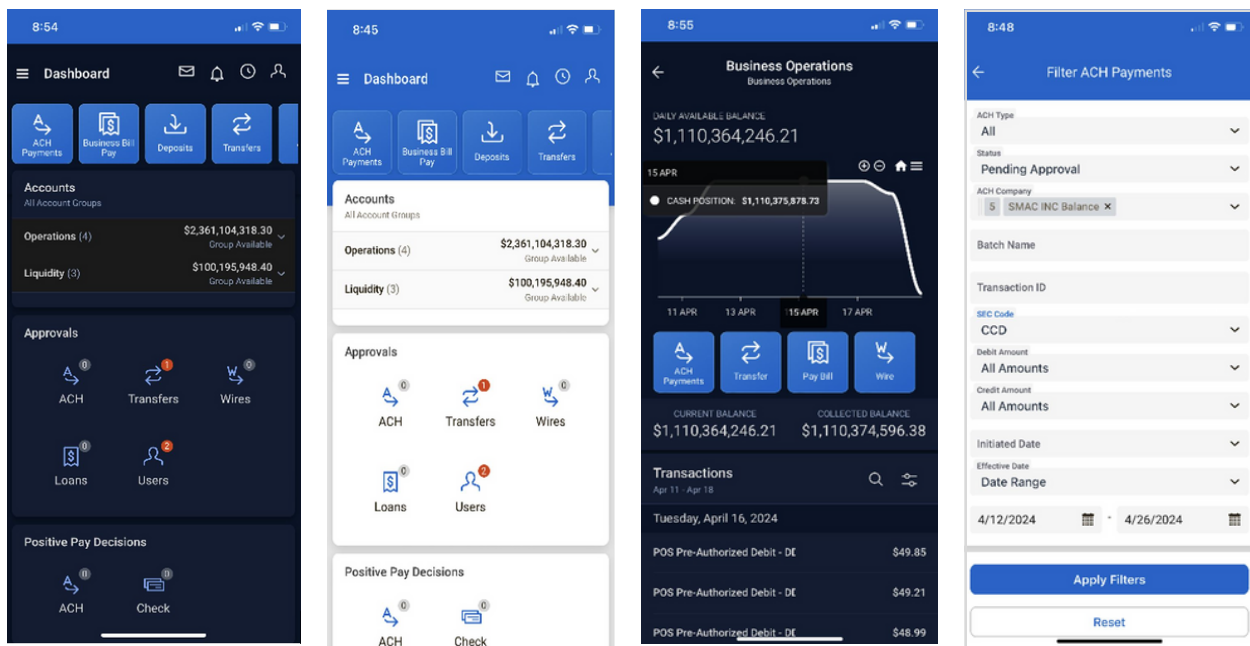 8:54
Dashboard
ACH
Payments
Business Bill
Pay
Deposits
Transfers
Accounts
All Account Groups
Operations (4)
$2,361,104,318.30
Group Available
Liquidity (3)
$100,195,948.40
Group Available
Approvals
0
1
0
ACH
Transfers
Wires
0
2
Loans
Users
Positive Pay Decisions
0
0
ACH
Check
8:45
Dashboard
ACH
Payments
Business Bill
Pay
Deposits
Transfers
Accounts
All Account Groups
Operations (4)
$2,361,104,318.30
Group Available
Liquidity (3)
$100,195,948.40
Group Available
Approvals
0
1
0
ACH
Transfers
Wires
0
2
Loans
Users
Positive Pay Decisions
0
0
ACH
Check
8:55
Business Operations
Business Operations
DAILY AVAILABLE BALANCE
$1,110,364,246.21
15 APR
CASH POSITION: $1,110,375,878.73
11 APR
13 APR
15 APR
17 APR
ACH
Payments
Transfer
Pay Bill
Wire
CURRENT BALANCE
COLLECTED BALANCE
$1,110,364,246.21
$1,110,374,596.38
Transactions
Apr 11 - Apr 18
Tuesday, April 16, 2024
POS Pre-Authorized Debit - DE
$49.85
POS Pre-Authorized Debit - DE
$49.21
POS Pre-Authorized Debit - DE
$48.99
8:48
Filter ACH Payments
ACH Type
All
Status
Pending Approval
ACH Company
5 SMAC INC Balance ×
Batch Name
Transaction ID
SEC Code
CCD
Debit Amount
All Amounts
Credit Amount
All Amounts
Initiated Date
Effective Date
Date Range
4/12/2024 - 4/26/2024
Apply Filters
Reset